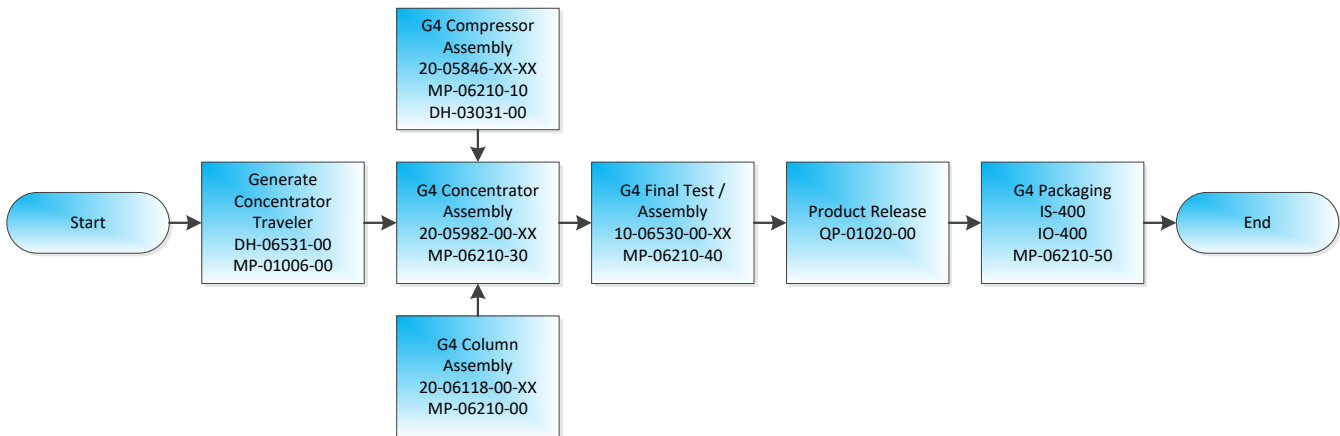 G4 Compressor
Assembly
20-05846-XX-XX
MP-06210-10
DH-03031-00
Start
Generate
Concentrator
Traveler
DH-06531-00
MP-01006-00
G4 Concentrator
Assembly
20-05982-00-XX
MP-06210-30
G4 Final Test /
Assembly
10-06530-00-XX
MP-06210-40
Product Release
QP-01020-00
G4 Packaging
IS-400
IO-400
MP-06210-50
End
G4 Column
Assembly
20-06118-00-XX
MP-06210-00